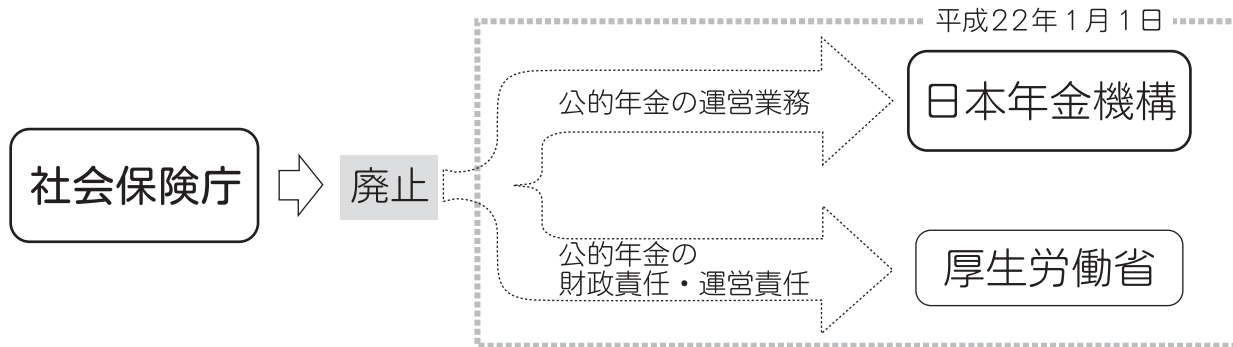 平成22年1月1日
公的年金の運営業務
日本年金機構
社会保険庁
廃止
公的年金の
財政責任・運営責任
厚生労働省